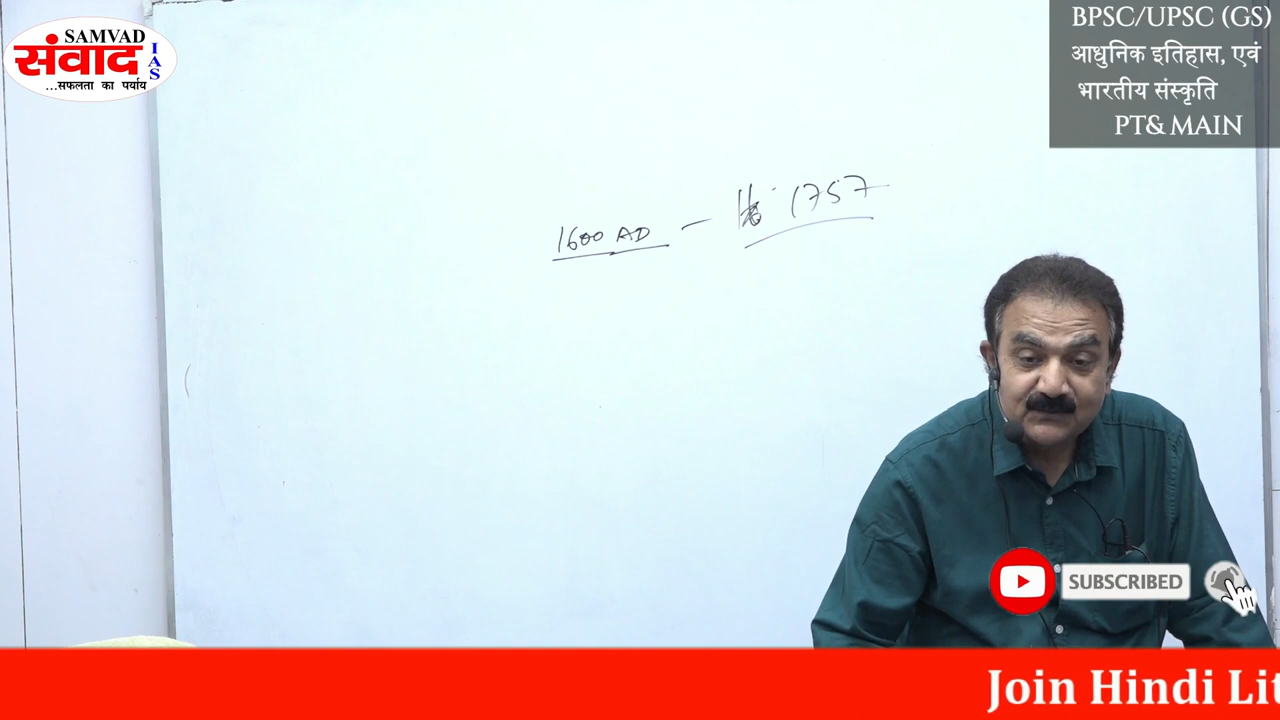 SAMVAD
संवाद
IAS
...सफलता का पर्याय
BPSC/UPSC (GS)
आधुनिक इतिहास, एवं
भारतीय संस्कृति
PT& MAIN
1600 AD - 1757
SUBSCRIBED
Join Hindi Lit